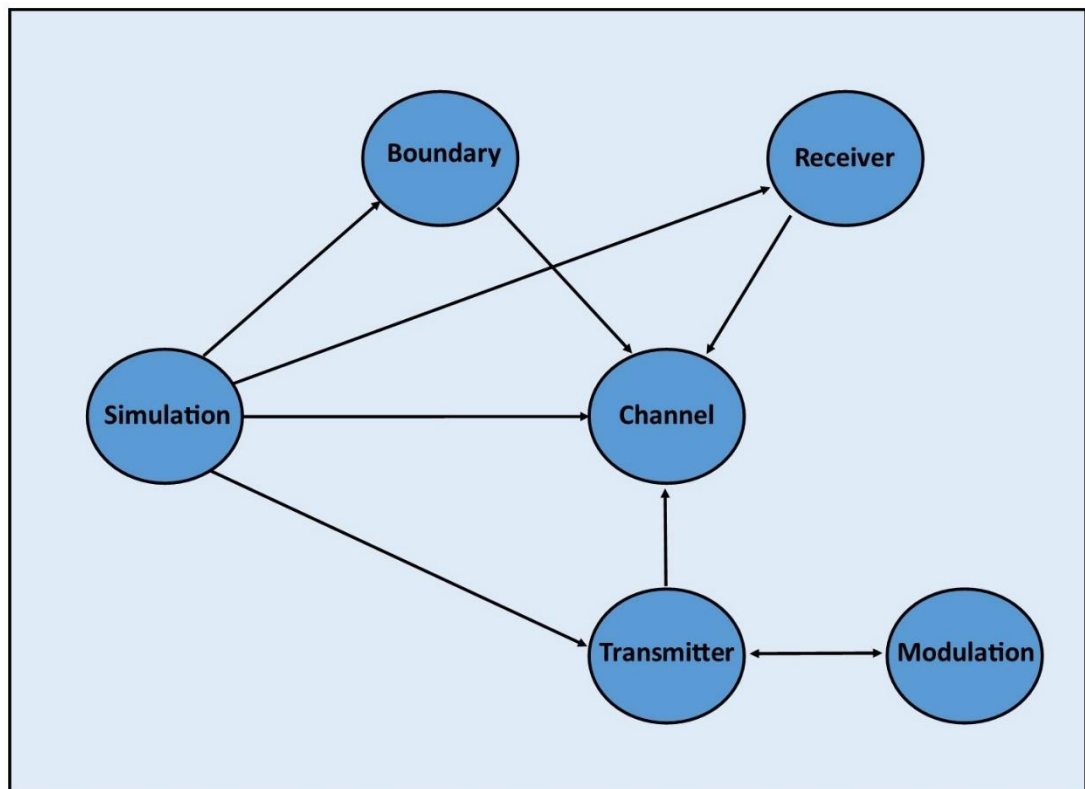 Boundary
Receiver
Simulation
Channel
Transmitter
Modulation